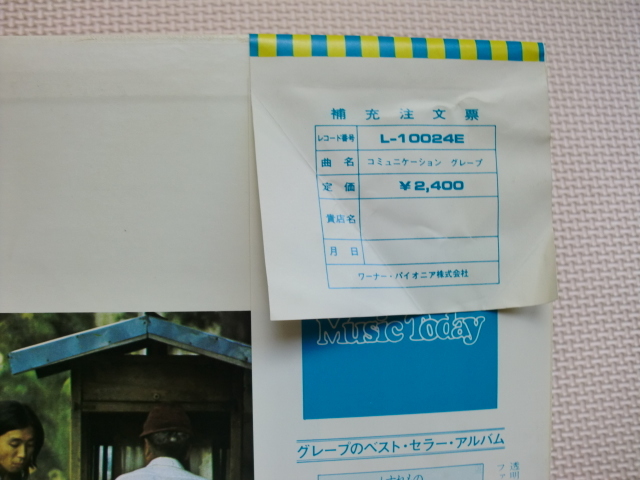 補充注文票
レコード番号 L-10024E
曲名 コミュニケーション グレープ
定価 ¥2,400
貴店名
月日
ワーナー・パイオニア株式会社
Music Today
グレープのベスト・セラー・アルバム
透明